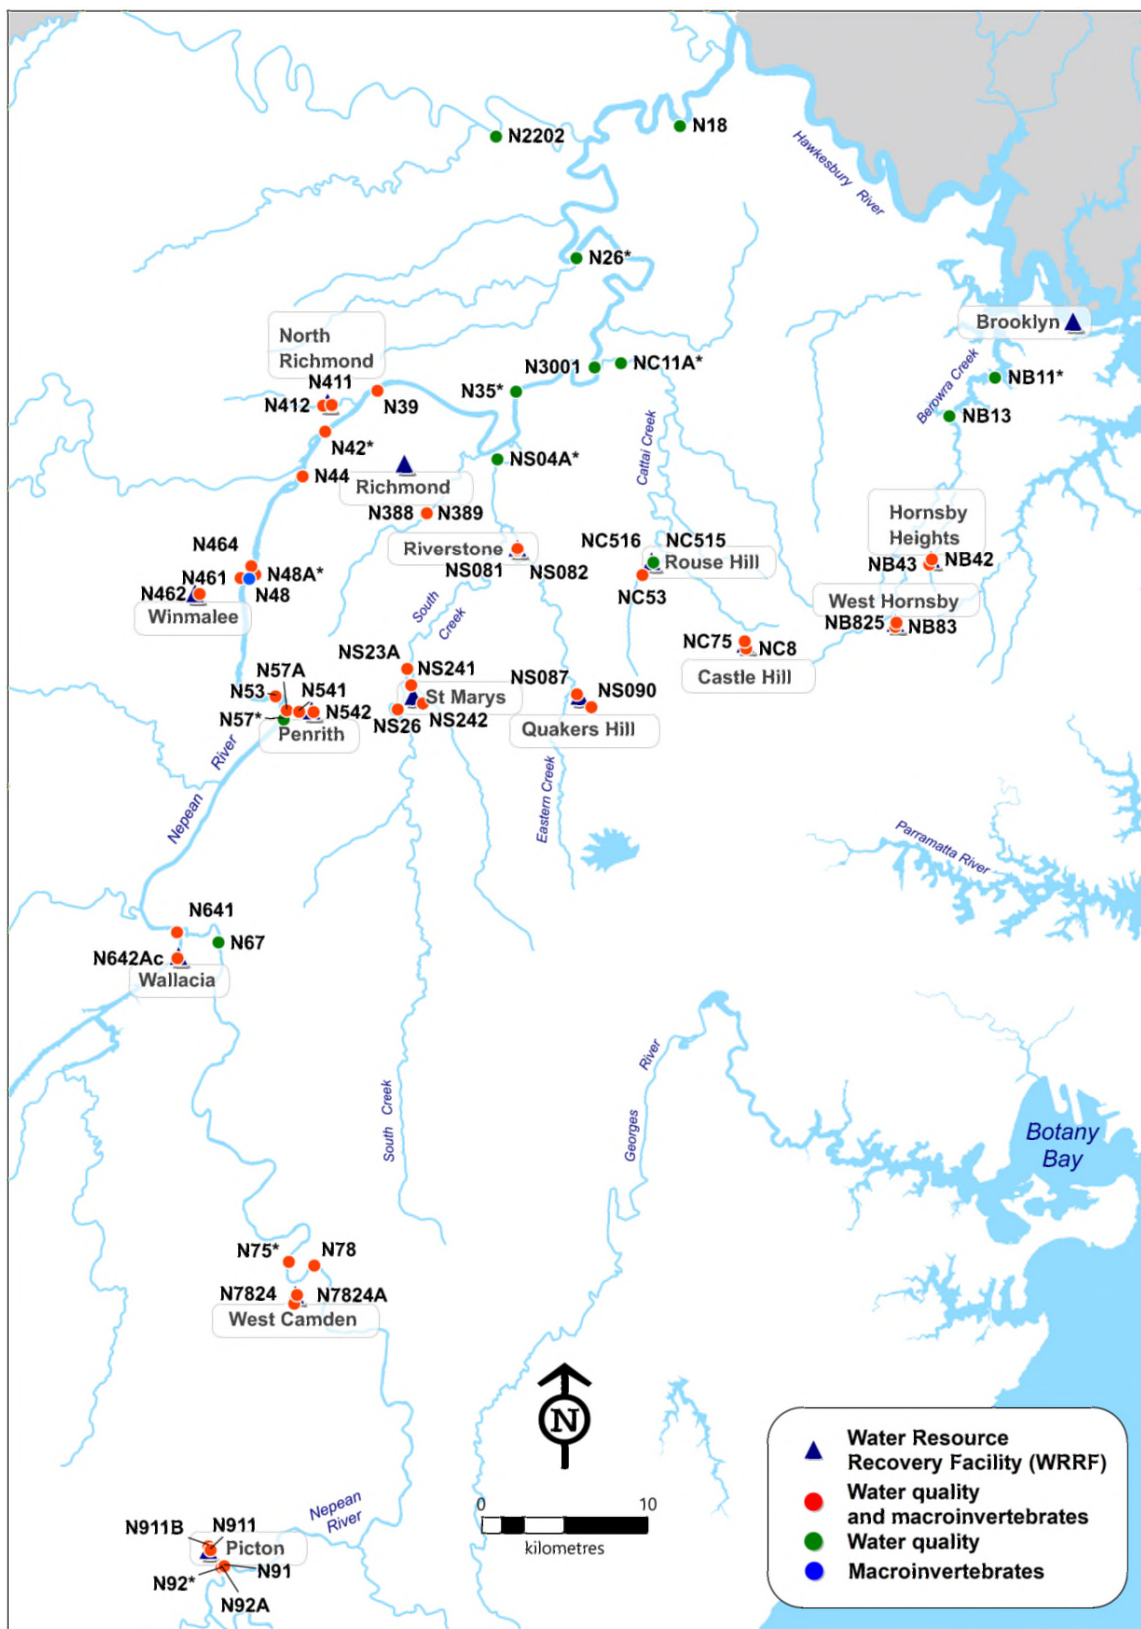 N2202
N18
Hawkesbury River
N26*
Brooklyn
North
Richmond
N3001
NC11A*
N411
N35*
NB11*
N412
N39
Berowra Creek
NB13
N42*
Cattai Creek
NS04A*
N44
Richmond
N388
N389
Hornsby
Heights
Riverstone
NC516
NC515
N464
NS081
NS082
Rouse Hill
NB43
NB42
N461
N48A*
N462
N48
NC53
Winmalee
South
Creek
West Hornsby
NB825
NB83
NS23A
NC75
NC8
N57A
NS241
N53
N541
St Marys
NS087
NS090
Castle Hill
N57*
N542
NS26
NS242
Penrith
Quakers Hill
Nepean
River
Eastern Creek
Parramatta River
N641
N67
N642Ac
Wallacia
Georges
River
South
Creek
Botany
Bay
N75*
N78
N7824
N7824A
West Camden
N
0
10
kilometres
Nepean
River
N911B
N911
Picton
N92*
N91
N92A
Water Resource
Recovery Facility (WRRF)
Water quality
and macroinvertebrates
Water quality
Macroinvertebrates